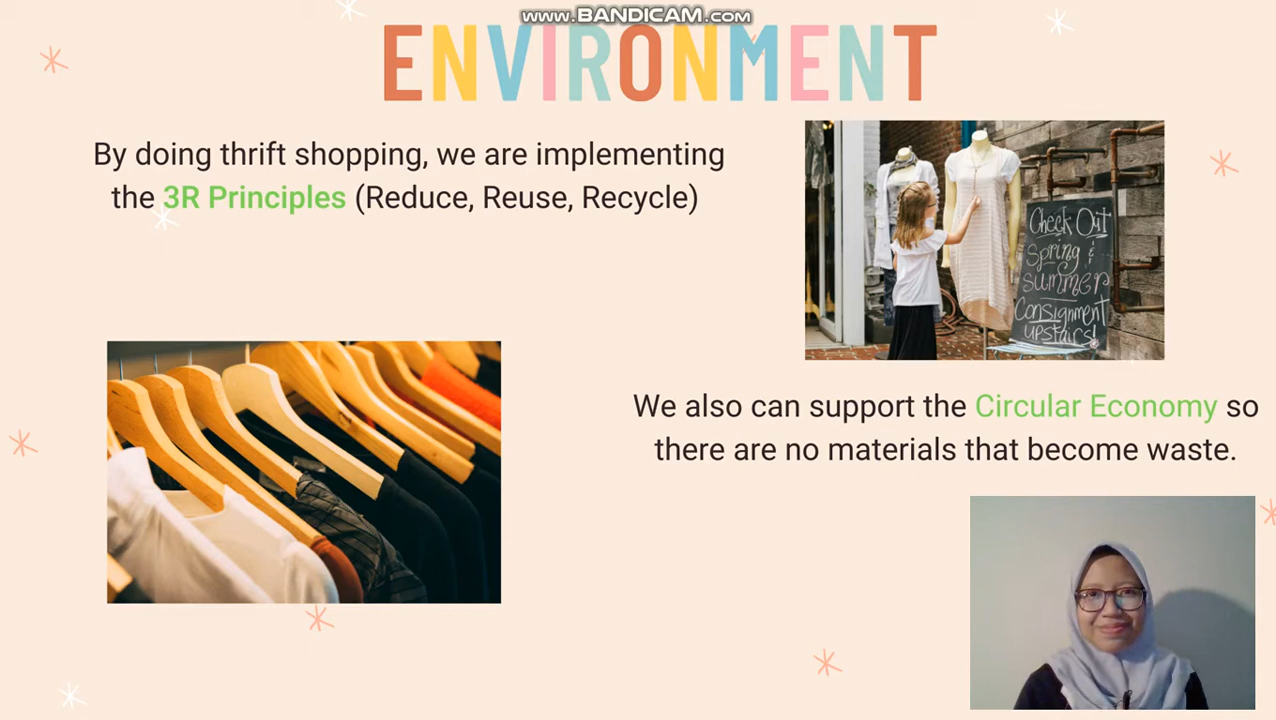 www.BANDICAM.com
ENVIRONMENT
By doing thrift shopping, we are implementing
the 3R Principles (Reduce, Reuse, Recycle)
Check Out
Spring &
summer
Consignment
upstairs!
We also can support the Circular Economy so
there are no materials that become waste.